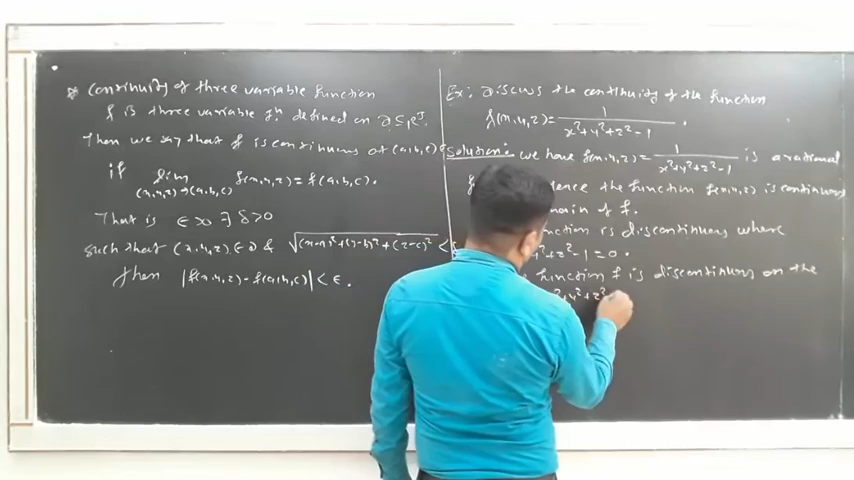 * Continuity of three variable function
f is three variable fⁿ. defined on D ⊆ ℝ³.
Then we say that f is continuous at (a,b,c)
if lim (x,y,z)→(a,b,c) f(x,y,z) = f(a,b,c).
That is ∈>0 ∃ δ>0
such that (x,y,z) ∈ D & √(x-a)²+(y-b)²+(z-c)² <
then |f(x,y,z) - f(a,b,c)| < ∈.
Ex: Discuss the continuity of the function
f(x,y,z) = 1/(x²+y²+z²-1).
Solution: we have f(x,y,z) = 1/(x²+y²+z²-1) is a rational
Hence the function f(x,y,z) is continuous
of f.
function is discontinuous where
y²+z²-1=0.
function f is discontinuous on the
+y²+z²